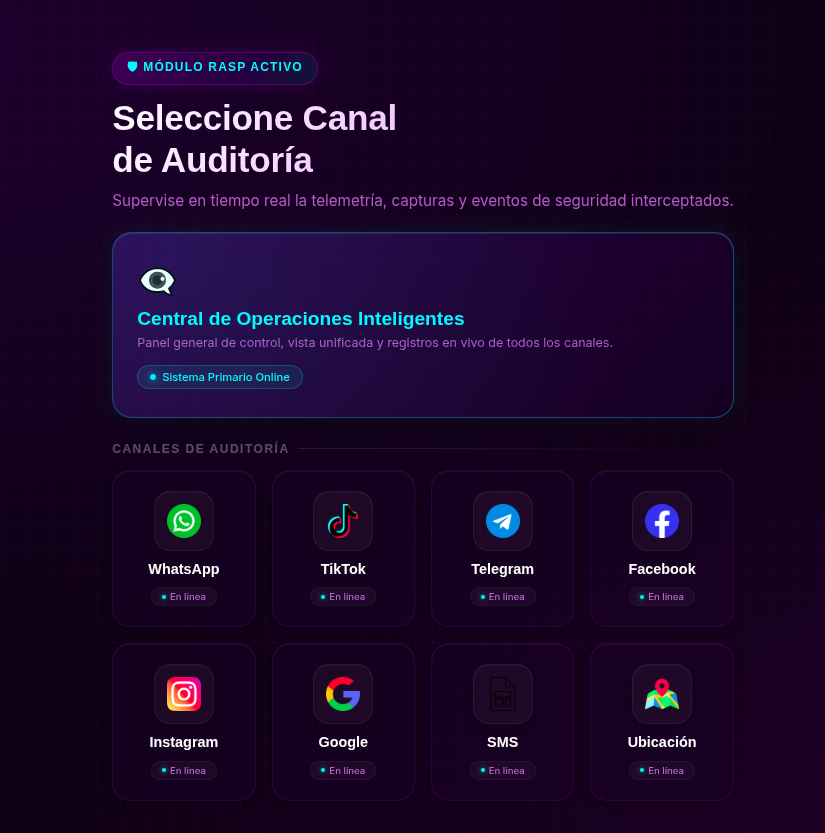 MÓDULO RASP ACTIVO
Seleccione Canal
de Auditoría
Supervise en tiempo real la telemetría, capturas y eventos de seguridad interceptados.
Central de Operaciones Inteligentes
Panel general de control, vista unificada y registros en vivo de todos los canales.
Sistema Primario Online
CANALES DE AUDITORÍA
WhatsApp
En línea
TikTok
En línea
Telegram
En línea
Facebook
En línea
Instagram
En línea
Google
En línea
SMS
En línea
Ubicación
En línea